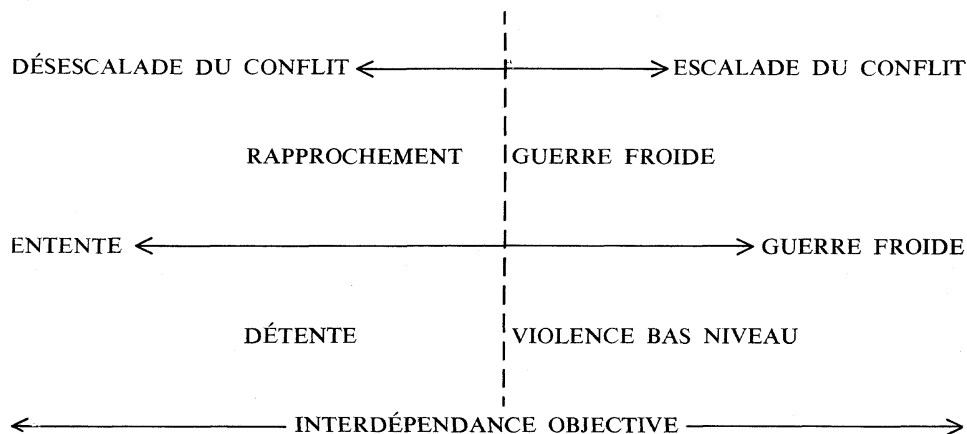 DÉSESCALADE DU CONFLIT ESCALADE DU CONFLIT
RAPPROCHEMENT GUERRE FROIDE
ENTENTE GUERRE FROIDE
DÉTENTE VIOLENCE BAS NIVEAU
INTERDÉPENDANCE OBJECTIVE